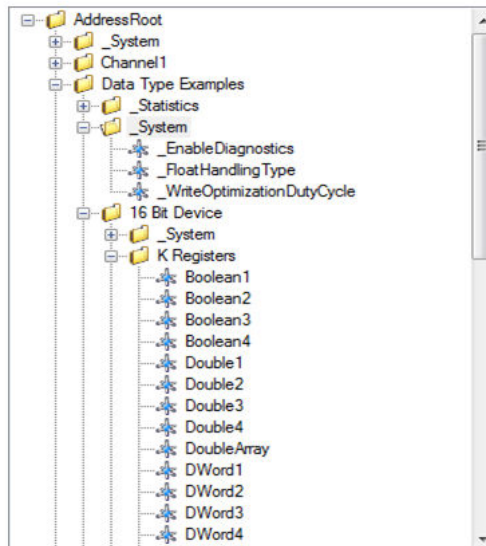 AddressRoot
_System
Channel1
Data Type Examples
_Statistics
_System
_EnableDiagnostics
_FloatHandlingType
_WriteOptimizationDutyCycle
16 Bit Device
_System
K Registers
Boolean1
Boolean2
Boolean3
Boolean4
Double1
Double2
Double3
Double4
DoubleArray
DWord1
DWord2
DWord3
DWord4